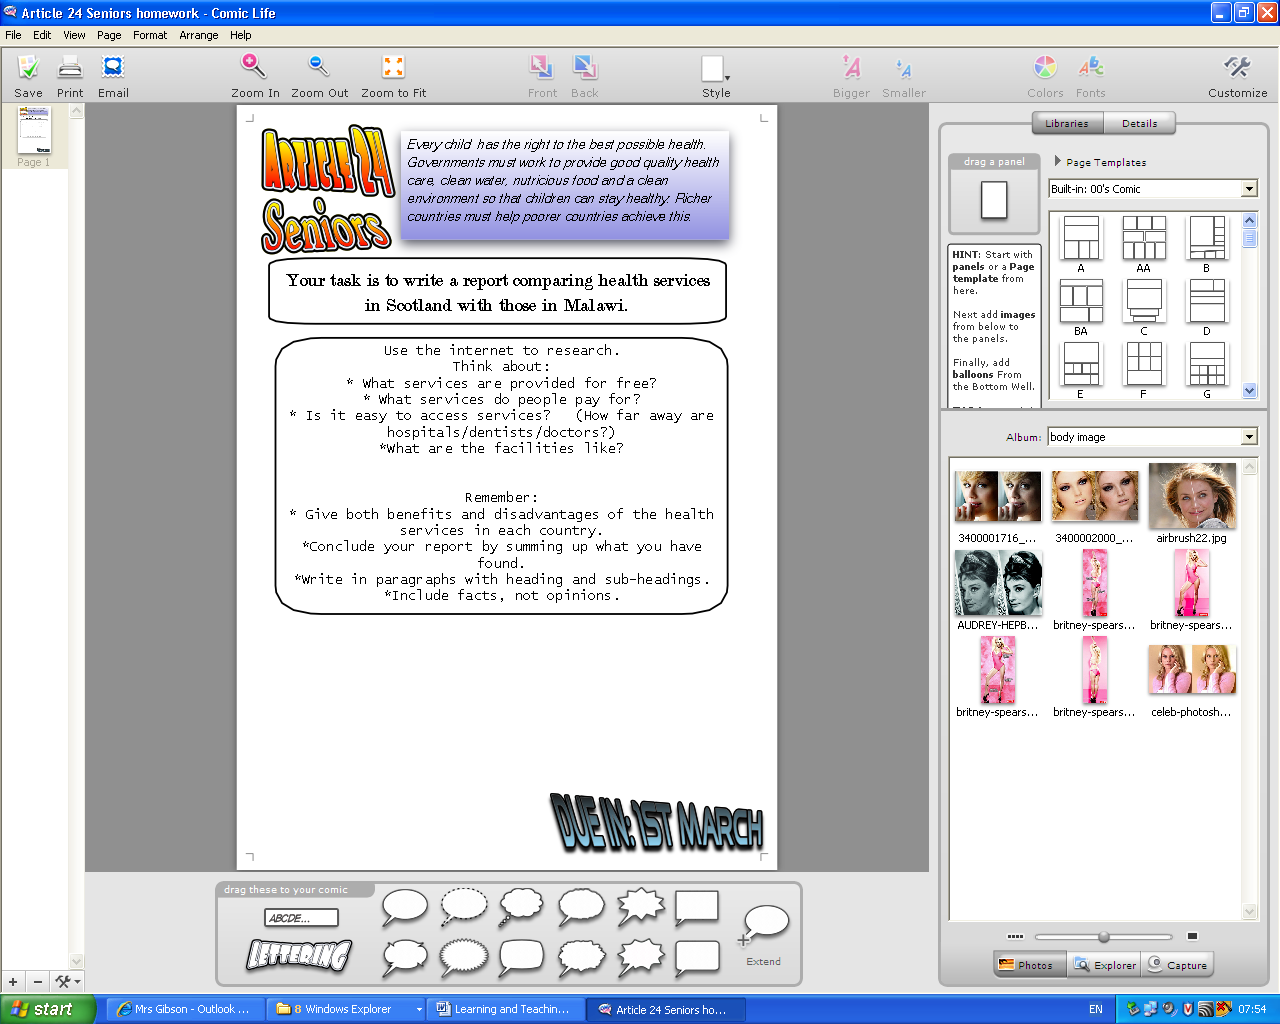 Article 24 Seniors homework - Comic Life
File Edit View Page Format Arrange Help
Save Print Email Zoom In Zoom Out Zoom to Fit Front Back Style Bigger Smaller Colors Fonts Customize
Page 1
ARTICLE 24
Seniors
Every child has the right to the best possible health.
Governments must work to provide good quality health
care, clean water, nutricious food and a clean
environment so that children can stay healthy. Richer
countries must help poorer countries achieve this.
Your task is to write a report comparing health services
in Scotland with those in Malawi.
Use the internet to research.
Think about:
* What services are provided for free?
* What services do people pay for?
* Is it easy to access services? (How far away are
hospitals/dentists/doctors?)
*What are the facilities like?
Remember:
* Give both benefits and disadvantages of the health
services in each country.
*Conclude your report by summing up what you have
found.
*Write in paragraphs with heading and sub-headings.
*Include facts, not opinions.
DUE IN: 1ST MARCH
drag these to your comic
ABCDE...
LETTERING
Extend
Libraries Details
drag a panel
HINT: Start with
panels or a Page
template from
here.
Next add images
from below to
the panels.
Finally, add
balloons From
the Bottom Well.
Page Templates
Built-in: 00's Comic
A AA B
BA C D
E F G
Album: body image
3400001716_... 3400002000_... airbrush22.jpg
AUDREY-HEPB... britney-spears... britney-spears...
britney-spears... britney-spears... celeb-photosh...
Photos Explorer Capture
start Mrs Gibson - Outlook ... 8 Windows Explorer Learning and Teachin... Article 24 Seniors ho... EN 07:54